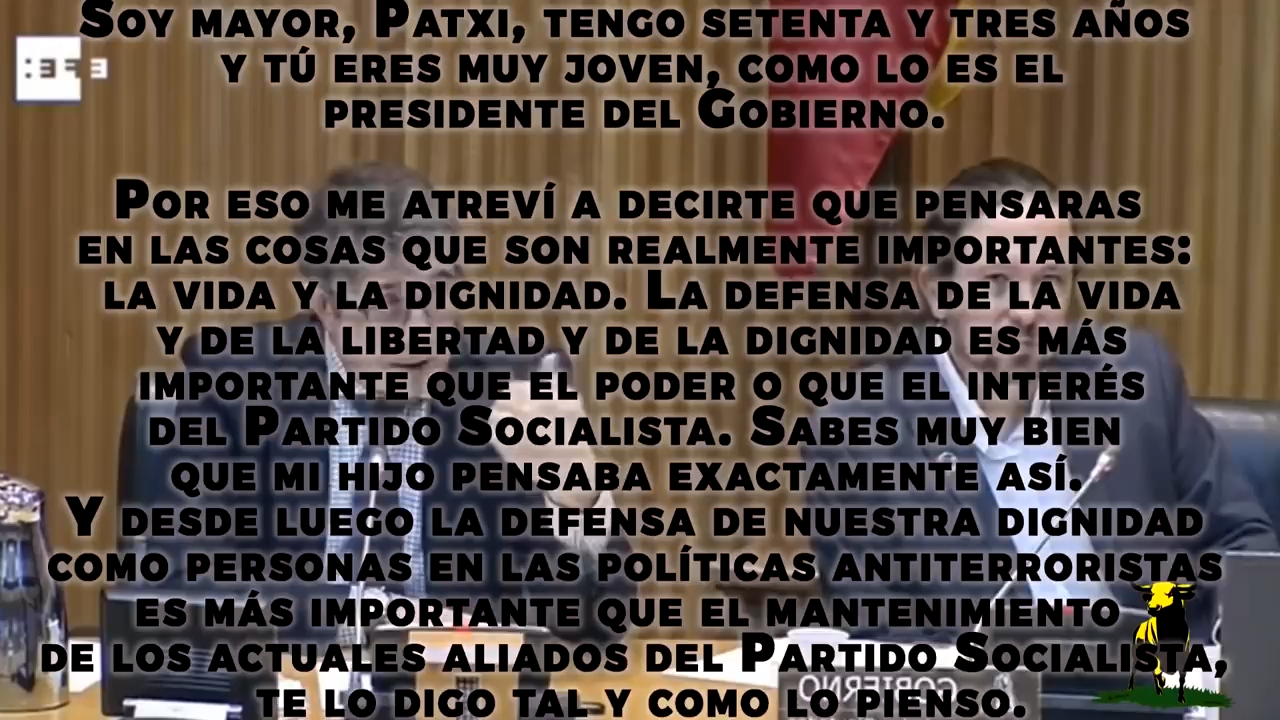 Soy mayor, Patxi, tengo setenta y tres años
y tú eres muy joven, como lo es el
presidente del Gobierno.
Por eso me atreví a decirte que pensaras
en las cosas que son realmente importantes:
la vida y la dignidad. La defensa de la vida
y de la libertad y de la dignidad es más
importante que el poder o que el interés
del Partido Socialista. Sabes muy bien
que mi hijo pensaba exactamente así.
Y desde luego la defensa de nuestra dignidad
como personas en las políticas antiterroristas
es más importante que el mantenimiento
de los actuales aliados del Partido Socialista,
te lo digo tal y como lo pienso.
GOBIERNO